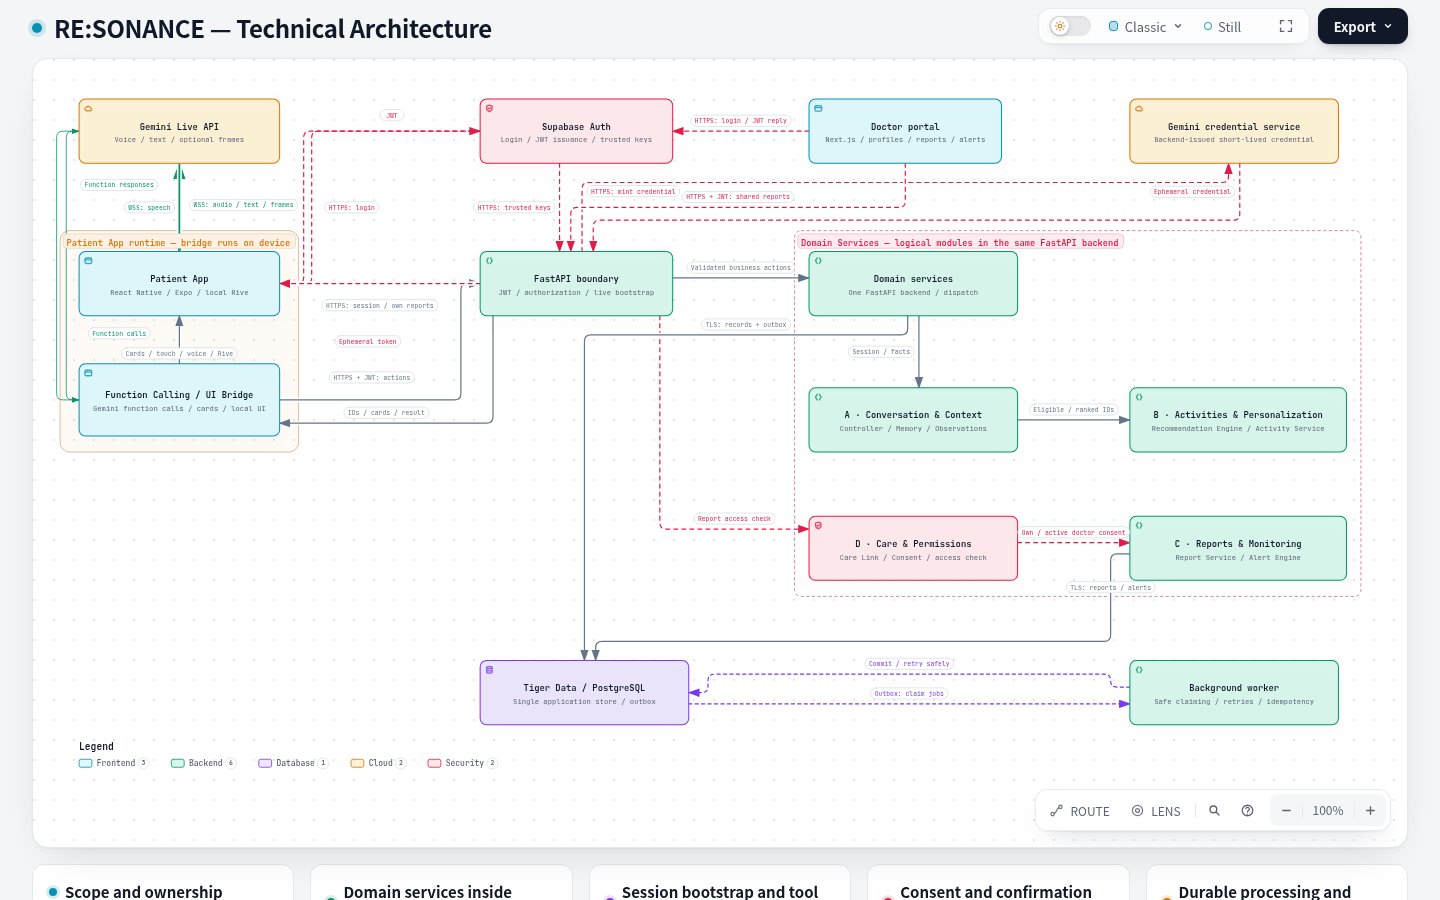 RE:SONANCE — Technical Architecture
Classic
Still
Export
Gemini Live API
Voice / text / optional frames
JWT
Supabase Auth
Login / JWT issuance / trusted keys
HTTPS: login / JWT reply
Doctor portal
Next.js / profiles / reports / alerts
Gemini credential service
Backend-issued short-lived credential
Function responses
WSS: speech
WSS: audio / text / frames
HTTPS: login
HTTPS: trusted keys
HTTPS: mint credential
HTTPS + JWT: shared reports
Ephemeral credential
Patient App runtime — bridge runs on device
Domain Services — logical modules in the same FastAPI backend
Patient App
React Native / Expo / local Rive
FastAPI boundary
JWT / authorization / live bootstrap
Validated business actions
Domain services
One FastAPI backend / dispatch
HTTPS: session / own reports
TLS: records + outbox
Function calls
Ephemeral token
Cards / touch / voice / Rive
Session / facts
HTTPS + JWT: actions
Function Calling / UI Bridge
Gemini function calls / cards / local UI
IDs / cards / result
A · Conversation & Context
Controller / Memory / Observations
Eligible / ranked IDs
B · Activities & Personalization
Recommendation Engine / Activity Service
Report access check
D · Care & Permissions
Care Link / Consent / access check
Own / active doctor consent
C · Reports & Monitoring
Report Service / Alert Engine
TLS: reports / alerts
Tiger Data / PostgreSQL
Single application store / outbox
Commit / retry safely
Outbox: claim jobs
Background worker
Safe claiming / retries / idempotency
Legend
Frontend 3
Backend 6
Database 1
Cloud 2
Security 2
ROUTE
LENS
100%
Scope and ownership
Domain services inside
Session bootstrap and tool
Consent and confirmation
Durable processing and